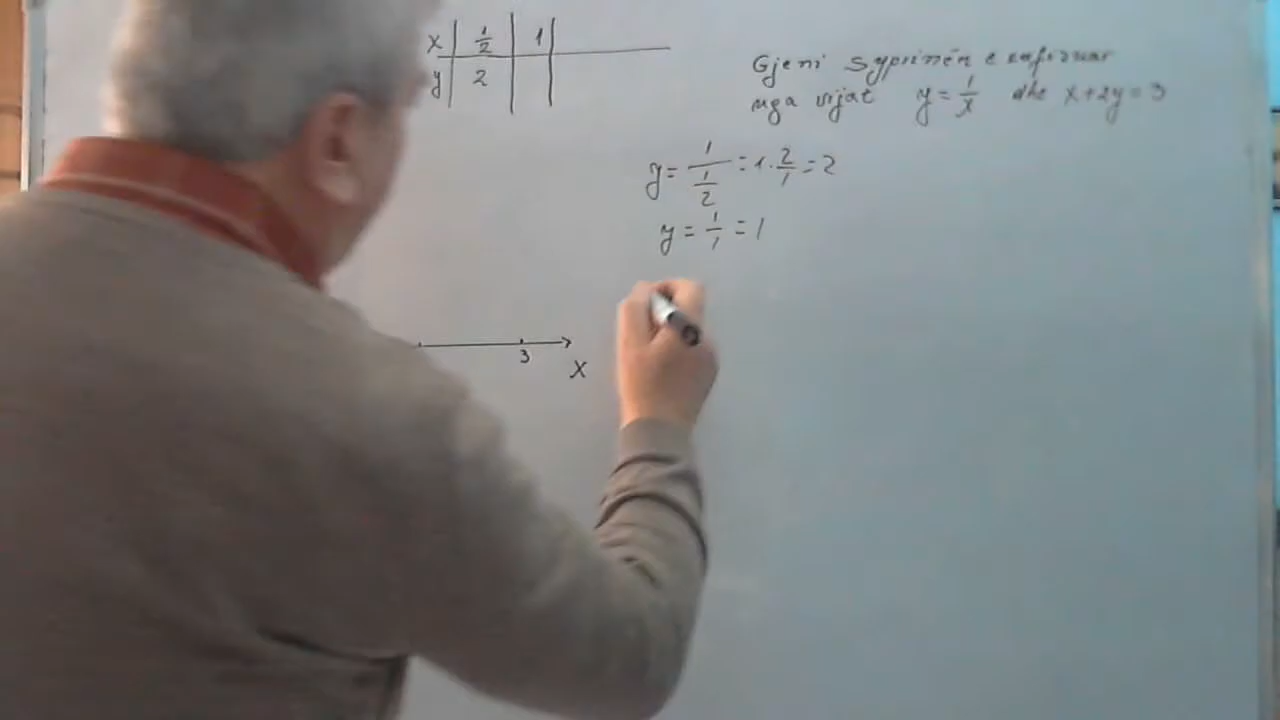 x | 1/2 | 1 |
y | 2 | |
Gjeni syprinën e kufizuar
nga vijat y = 1/x dhe x+2y=3
y = 1/(1/2) = 1 · 2/1 = 2
y = 1/1 = 1
3
X